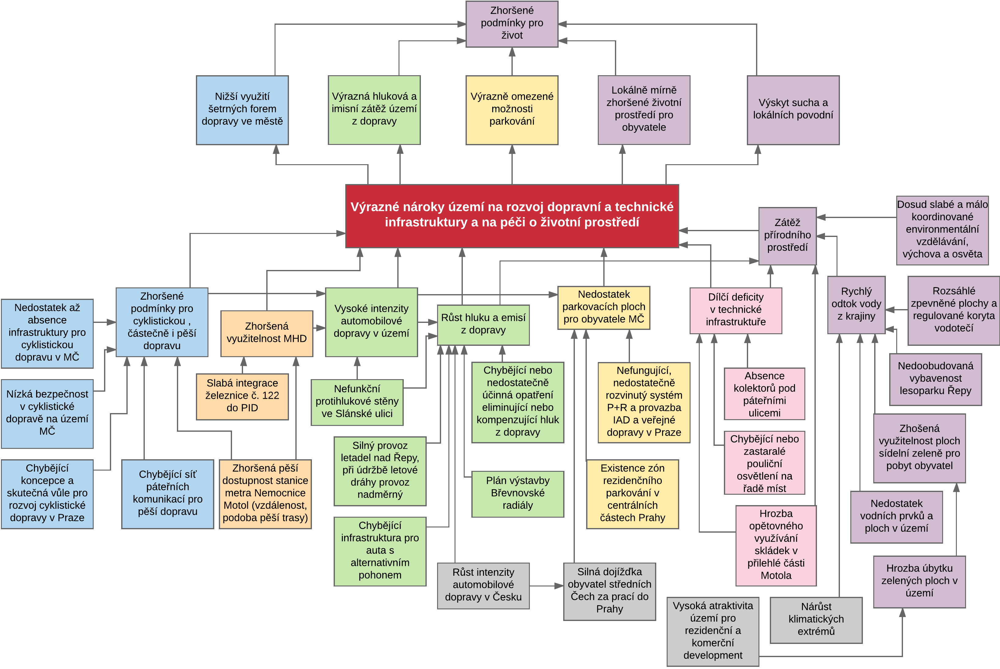 Zhoršené
podmínky pro
život
Nižší využití
šetrných forem
dopravy ve městě
Výrazná hluková a
imisní zátěž území
z dopravy
Výrazně omezené
možnosti
parkování
Lokálně mírně
zhoršené životní
prostředí pro
obyvatele
Výskyt sucha a
lokálních povodní
Výrazné nároky území na rozvoj dopravní a technické
infrastruktury a na péči o životní prostředí
Zátěž
přírodního
prostředí
Dosud slabé a málo
koordinované
environmentální
vzdělávání,
výchova a osvěta
Nedostatek až
absence
infrastruktury pro
cyklistickou
dopravu v MČ
Zhoršené
podmínky pro
cyklistickou ,
částečně i pěší
dopravu
Zhoršená
využitelnost MHD
Vysoké intenzity
automobilové
dopravy v území
Růst hluku a emisí
z dopravy
Nedostatek
parkovacích ploch
pro obyvatele MČ
Dílčí deficity
v technické
infrastruktuře
Rychlý
odtok vody
z krajiny
Rozsáhlé
zpevněné plochy a
regulované koryta
vodotečí
Nízká bezpečnost
v cyklistické
dopravě na území
MČ
Slabá integrace
železnice č. 122
do PID
Nefunkční
protihlukové stěny
ve Slánské ulici
Chybějící nebo
nedostatečně
účinná opatření
eliminující nebo
kompenzující hluk
z dopravy
Nefungující,
nedostatečně
rozvinutý systém
P+R a provazba
IAD a veřejné
dopravy v Praze
Absence
kolektorů pod
páteřními
ulicemi
Nedoobudovaná
vybavenost
lesoparku Řepy
Chybějící
koncepce a
skutečná vůle pro
rozvoj cyklistické
dopravy v Praze
Chybějící síť
páteřních
komunikací pro
pěší dopravu
Zhoršená pěší
dostupnost stanice
metra Nemocnice
Motol (vzdálenost,
podoba pěší trasy)
Silný provoz
letadel nad Řepy,
při údržbě letové
dráhy provoz
nadměrný
Plán výstavby
Břevnovské
radiály
Existence zón
rezidenčního
parkování v
centrálních
částech Prahy
Chybějící nebo
zastaralé
pouliční
osvětlení na
řadě míst
Zhošená
využitelnost ploch
sídelní zeleně pro
pobyt obyvatel
Chybějící
infrastruktura pro
auta s
alternativním
pohonem
Hrozba
opětovného
využívání
skládek v
přilehlé části
Motola
Nedostatek
vodních prvků a
ploch v území
Růst intenzity
automobilové
dopravy v Česku
Silná dojížďka
obyvatel středních
Čech za prací do
Prahy
Hrozba úbytku
zelených ploch v
území
Vysoká atraktivita
území pro
rezidenční a
komerční
development
Nárůst
klimatických
extrémů